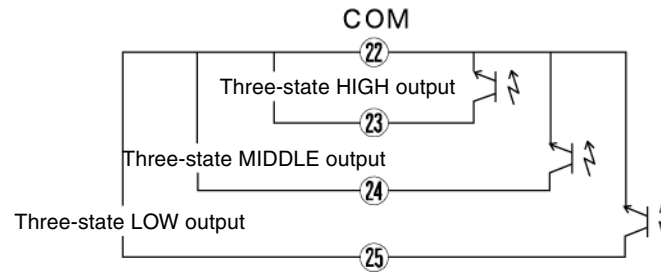 COM
22
Three-state HIGH output
23
Three-state MIDDLE output
24
Three-state LOW output
25